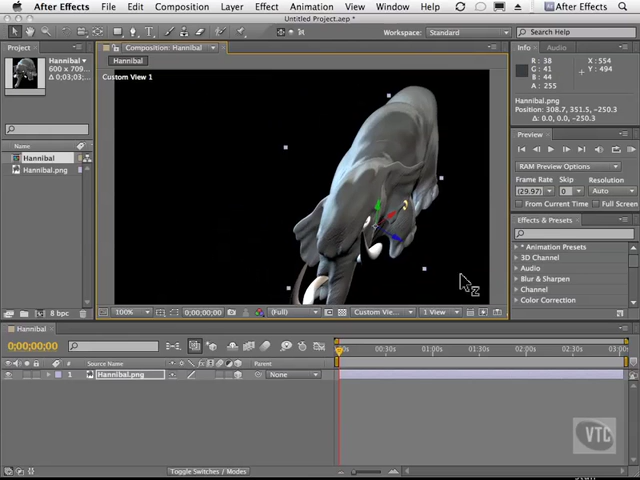 After Effects File Edit Composition Layer Effect Animation View Window After Effects
Untitled Project.aep *
Workspace: Standard Search Help
Project
Composition: Hannibal
Info Audio
Hannibal
Hannibal
600 x 709...
Δ 0;03;03...
Custom View 1
R: 38
G: 41
B: 44
A: 255
X: 554
Y: 494
Hannibal.png
Position: 308.7, 351.5, -250.3
Δ: 0.0, 0.0, -250.3
Preview
RAM Preview Options
Frame Rate Skip Resolution
(29.97) 0 Auto
From Current Time Full Screen
Effects & Presets
* Animation Presets
3D Channel
Audio
Blur & Sharpen
Channel
Color Correction
Name
Hannibal
Hannibal.png
8 bpc
100% 0;00;00;00 (Full) Custom Vie... 1 View
Hannibal
0;00;00;00
00:30s 01:00s 01:30s 02:00s 02:30s 03:00
# Source Name Parent
1 Hannibal.png None
VTC
Toggle Switches / Modes